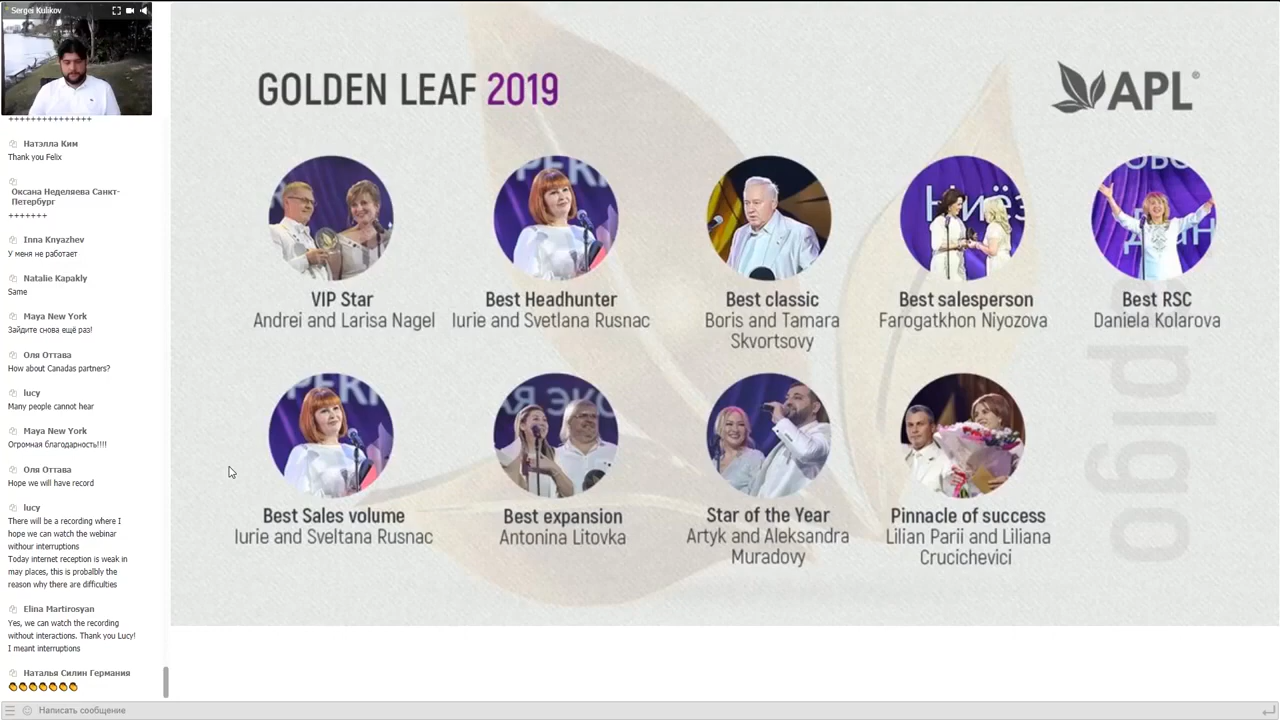 Sergei Kulikov
+++++++++++++++
Натэлла Ким
Thank you Felix
Оксана Неделяева Санкт-
Петербург
+++++++
Inna Knyazhev
У меня не работает
Natalie Kapakly
Same
Maya New York
Зайдите снова ещё раз!
Оля Оттава
How about Canadas partners?
lucy
Many people cannot hear
Maya New York
Огромная благодарность!!!!
Оля Оттава
Hope we will have record
lucy
There will be a recording where I
hope we can watch the webinar
withour interruptions
Today internet reception is weak in
may places, this is probalbly the
reason why there are difficulties
Elina Martirosyan
Yes, we can watch the recording
without interactions. Thank you Lucy!
I meant interruptions
Наталья Силин Германия
Написать сообщение
GOLDEN LEAF 2019
APL®
VIP Star
Andrei and Larisa Nagel
Best Headhunter
Iurie and Svetlana Rusnac
Best classic
Boris and Tamara
Skvortsovy
Best salesperson
Farogatkhon Niyozova
Best RSC
Daniela Kolarova
Best Sales volume
Iurie and Sveltana Rusnac
Best expansion
Antonina Litovka
Star of the Year
Artyk and Aleksandra
Muradovy
Pinnacle of success
Lilian Parii and Liliana
Crucichevici
aplgo